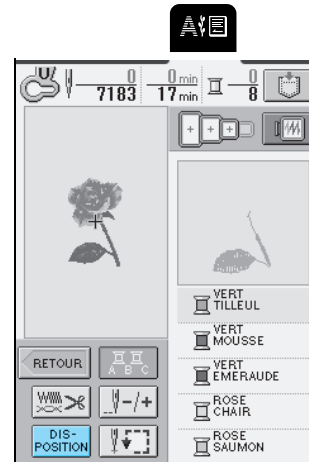 A
U
0 0 min 0
7183 17 min 8
VERT
TILLEUL
VERT
MOUSSE
VERT
EMERAUDE
ROSE
CHAIR
ROSE
SAUMON
RETOUR
A B C
-/+
DIS-
POSITION